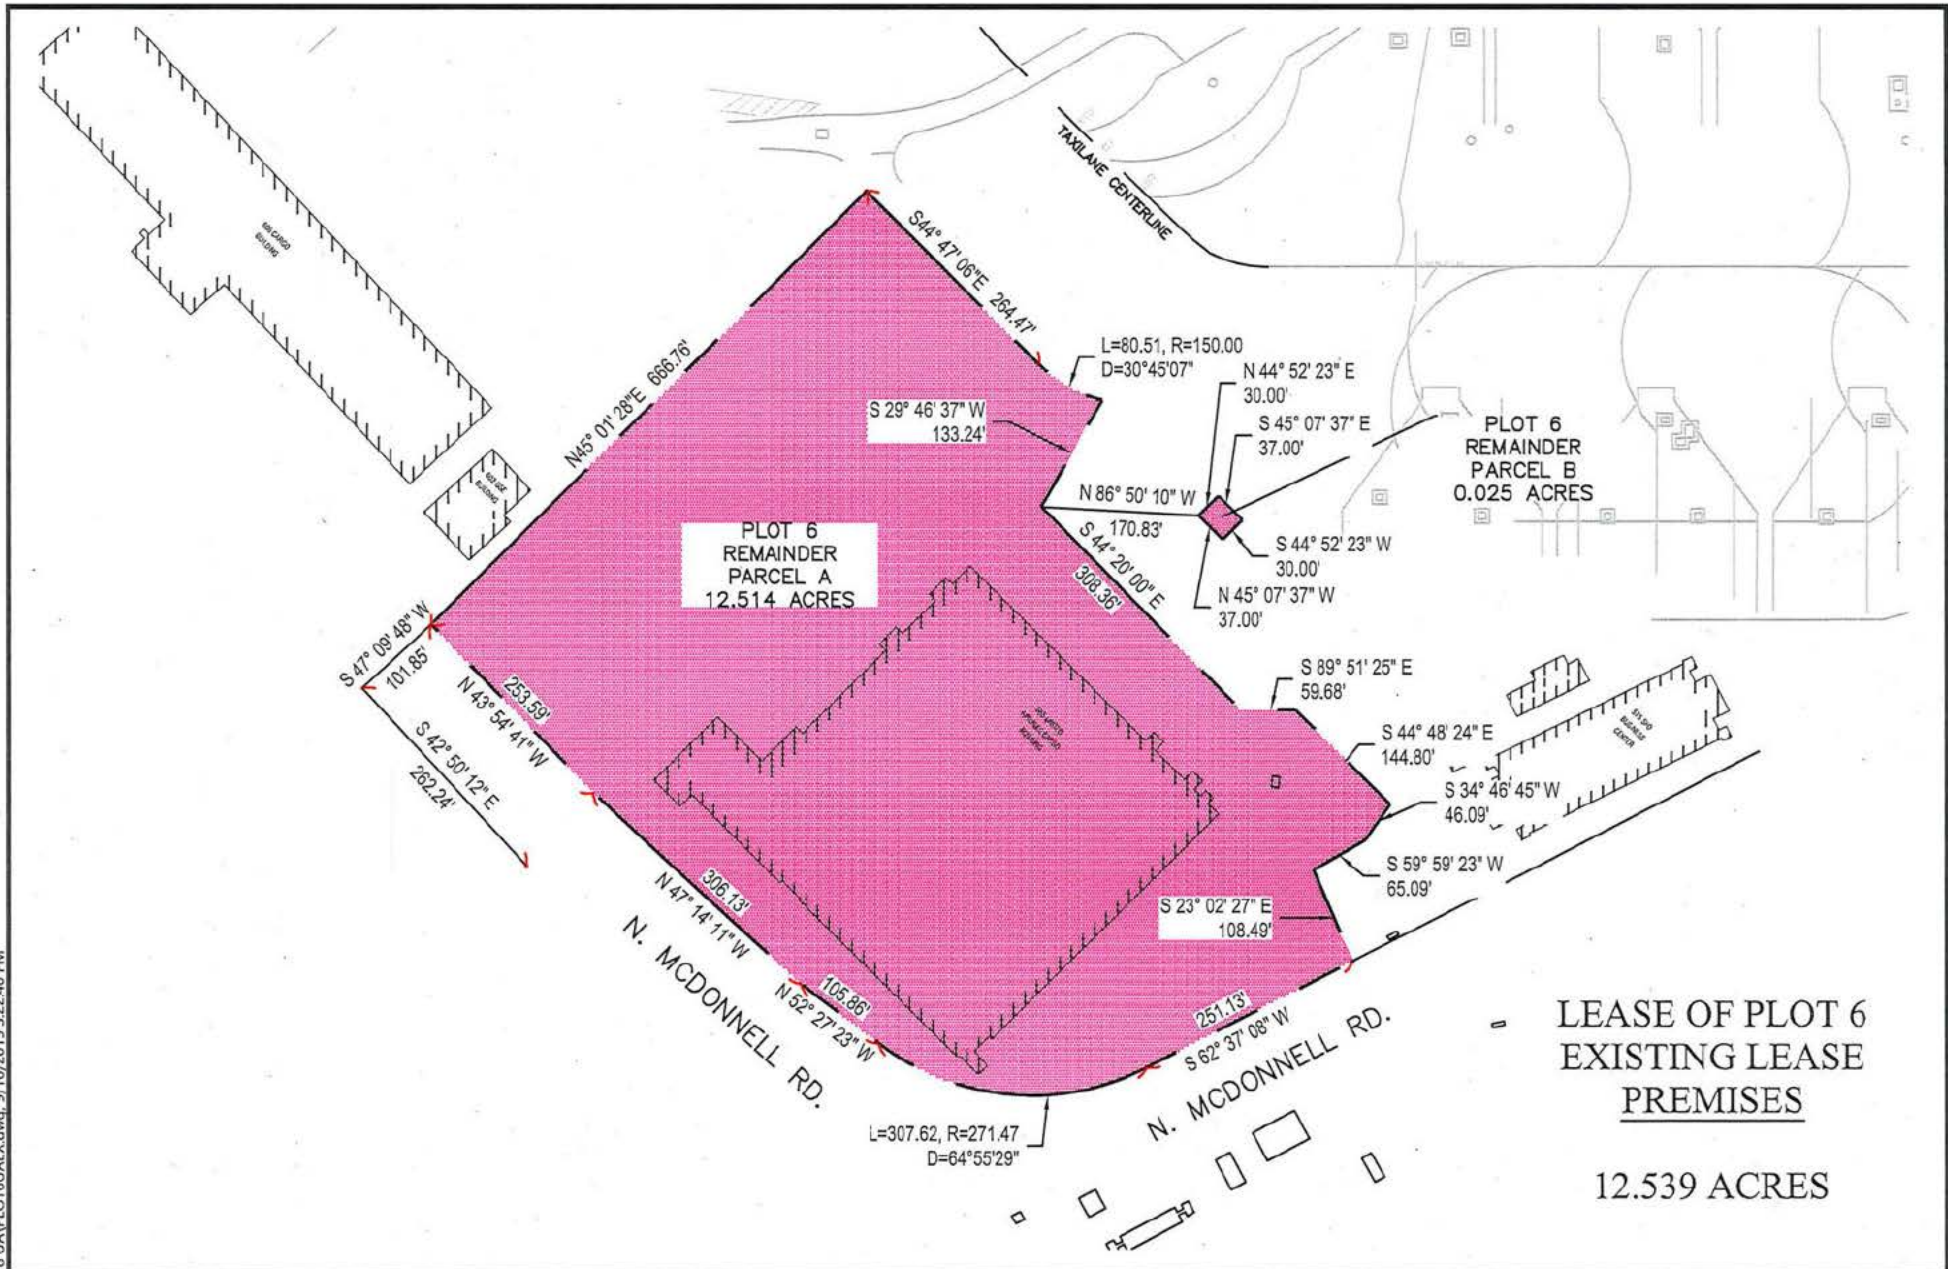 606 CARGO
BUILDING
TAXILANE CENTERLINE
S44° 47' 06"E 264.47'
N45° 01' 28"E 666.76'
L=80.51, R=150.00
D=30°45'07"
N 44° 52' 23" E
30.00'
S 29° 46' 37" W
133.24'
S 45° 07' 37" E
37.00'
PLOT 6
REMAINDER
PARCEL B
0.025 ACRES
BUILDING
N 86° 50' 10" W
170.83'
PLOT 6
REMAINDER
PARCEL A
12.514 ACRES
S 44° 52' 23" W
30.00'
S 44° 20' 00" E
308.36'
N 45° 07' 37" W
37.00'
S 47° 09' 48" W
101.85'
S 89° 51' 25" E
59.68'
253.59'
N 43° 54' 41" W
BUSINESS
CENTER
S 44° 48' 24" E
144.80'
S 42° 50' 12" E
262.24'
S 34° 46' 45" W
46.09'
S 59° 59' 23" W
65.09'
306.13'
N 47° 14' 11" W
S 23° 02' 27" E
108.49'
N. MCDONNELL RD.
105.86'
N 52° 27' 23" W
251.13'
S 62° 37' 08" W
N. MCDONNELL RD.
L=307.62, R=271.47
D=64°55'29"
LEASE OF PLOT 6
EXISTING LEASE
PREMISES
12.539 ACRES